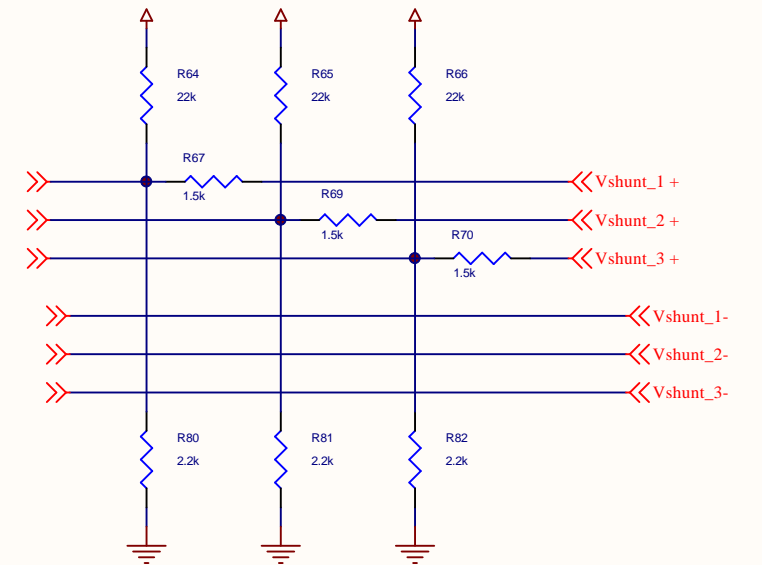 R64
22k
R65
22k
R66
22k
R67
1.5k
Vshunt_1 +
R69
1.5k
Vshunt_2 +
R70
1.5k
Vshunt_3 +
Vshunt_1-
Vshunt_2-
Vshunt_3-
R80
2.2k
R81
2.2k
R82
2.2k